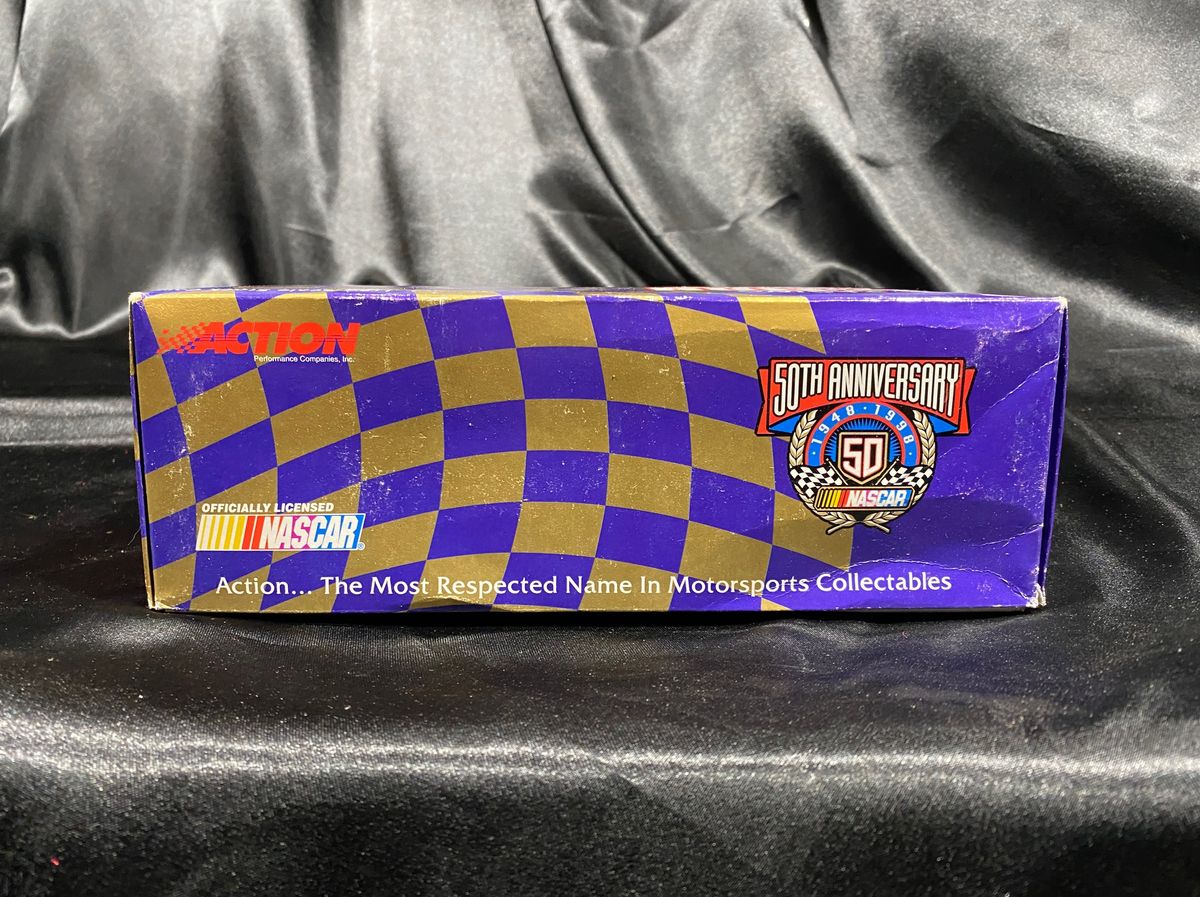 ACTION
Performance Companies, Inc.
50TH ANNIVERSARY
1948 · 1998
50
NASCAR
OFFICIALLY LICENSED
NASCAR®
Action... The Most Respected Name In Motorsports Collectables